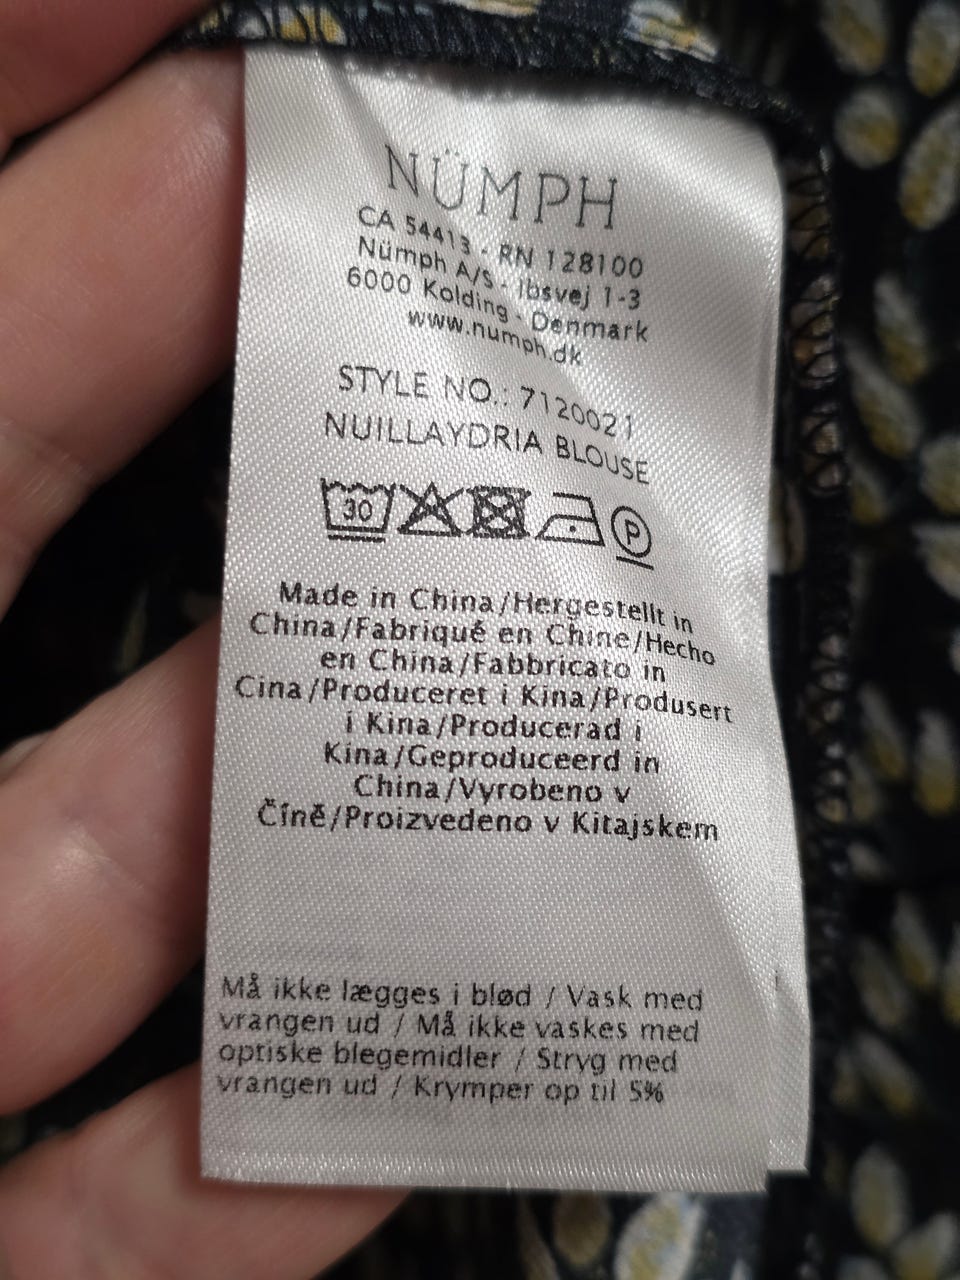 NÜMPH
CA 54413 - RN 128100
Nümph A/S - Ibsvej 1-3
6000 Kolding - Denmark
www.numph.dk
STYLE NO.: 7120021
NUILLAYDRIA BLOUSE
30 P
Made in China/Hergestellt in
China/Fabriqué en Chine/Hecho
en China/Fabbricato in
Cina/Produceret i Kina/Produsert
i Kina/Producerad i
Kina/Geproduceerd in
China/Vyrobeno v
Číně/Proizvedeno v Kitajskem
Må ikke lægges i blød / Vask med
vrangen ud / Må ikke vaskes med
optiske blegemidler / Stryg med
vrangen ud / Krymper op til 5%